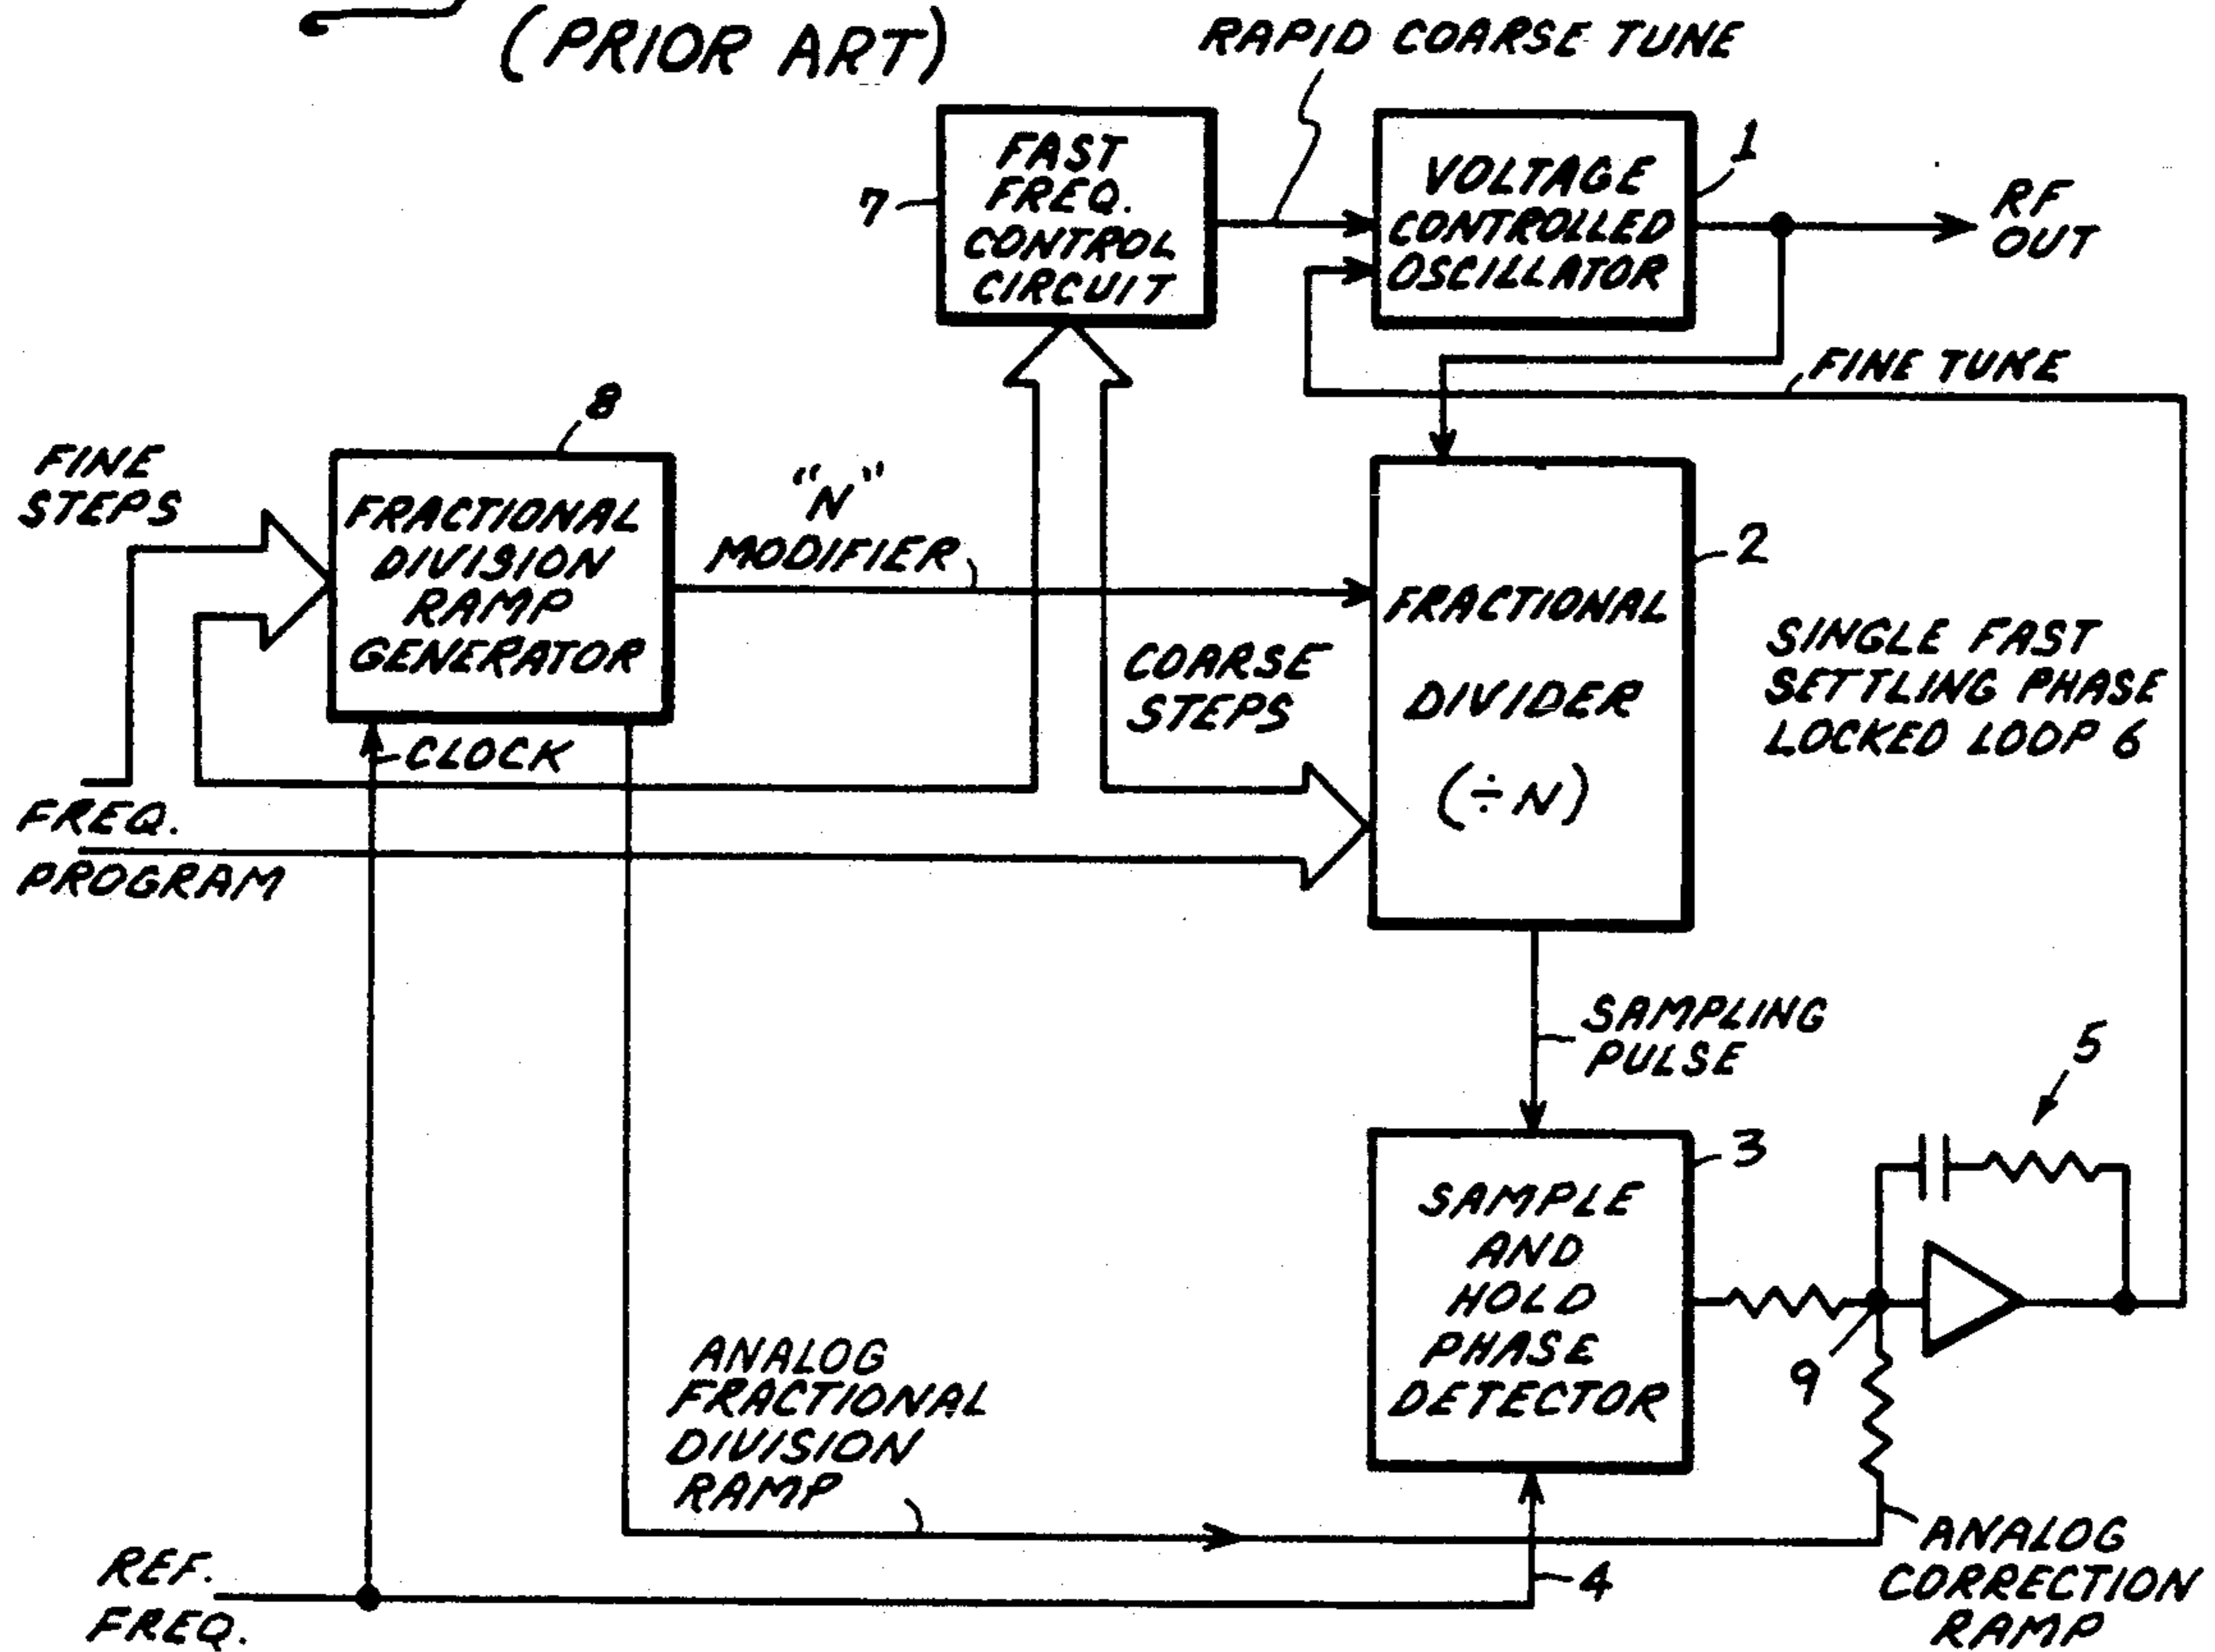 (PRIOR ART)
RAPID COARSE TUNE
FAST
FREQ.
CONTROL
CIRCUIT
7
VOLTAGE
CONTROLLED
OSCILLATOR
1
RF
OUT
FINE TUNE
8
FINE
STEPS
FRACTIONAL
DIVISION
RAMP
GENERATOR
"N"
MODIFIER
2
FRACTIONAL
DIVIDER
(÷N)
COARSE
STEPS
SINGLE FAST
SETTLING PHASE
LOCKED LOOP 6
CLOCK
FREQ.
PROGRAM
SAMPLING
PULSE
5
3
SAMPLE
AND
HOLD
PHASE
DETECTOR
9
ANALOG
FRACTIONAL
DIVISION
RAMP
4
ANALOG
CORRECTION
RAMP
REF.
FREQ.